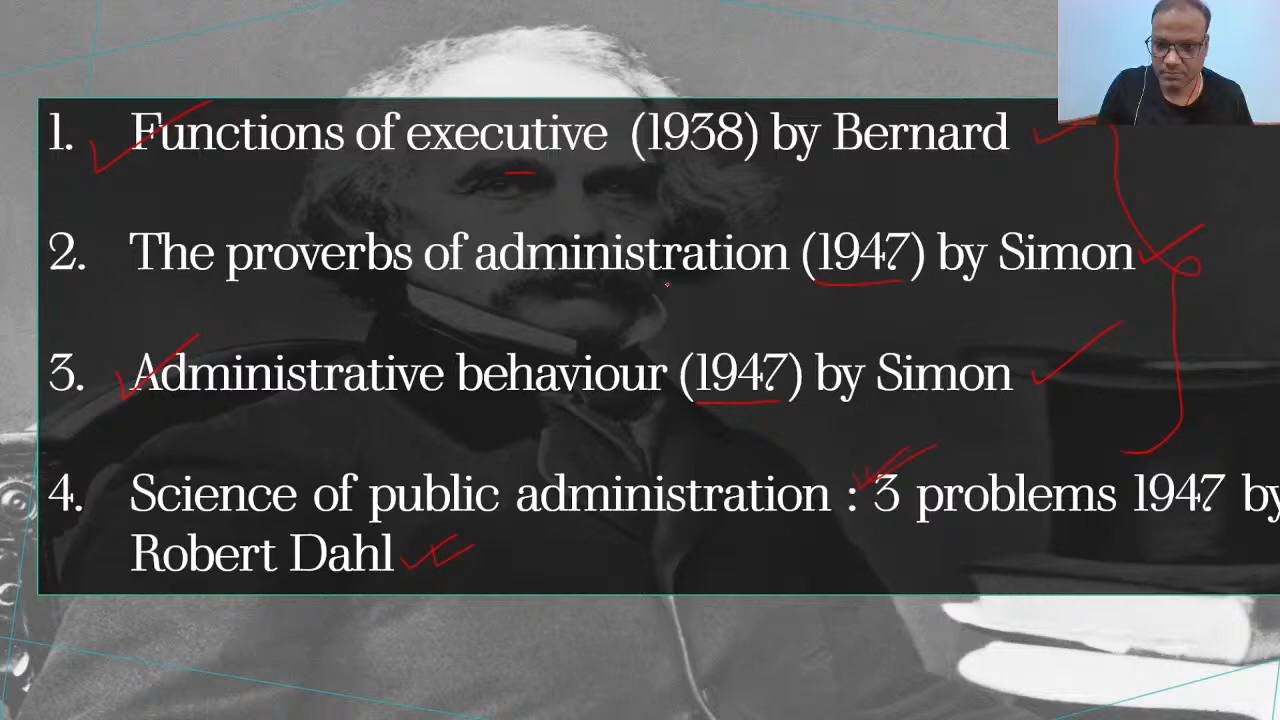 1. Functions of executive (1938) by Bernard
2. The proverbs of administration (1947) by Simon
3. Administrative behaviour (1947) by Simon
4. Science of public administration : 3 problems 1947 by
Robert Dahl